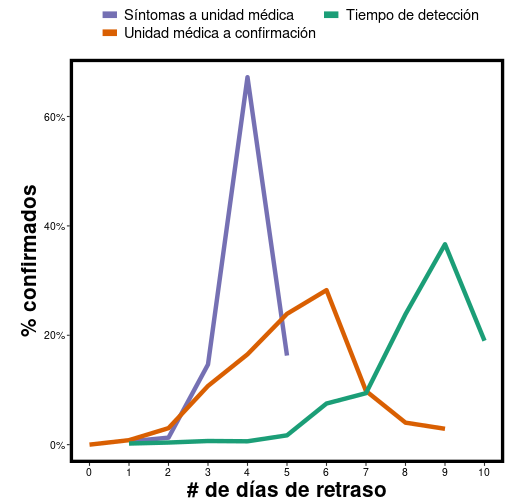 Síntomas a unidad médica
Tiempo de detección
Unidad médica a confirmación
% confirmados
60%
40%
20%
0%
0 1 2 3 4 5 6 7 8 9 10
# de días de retraso